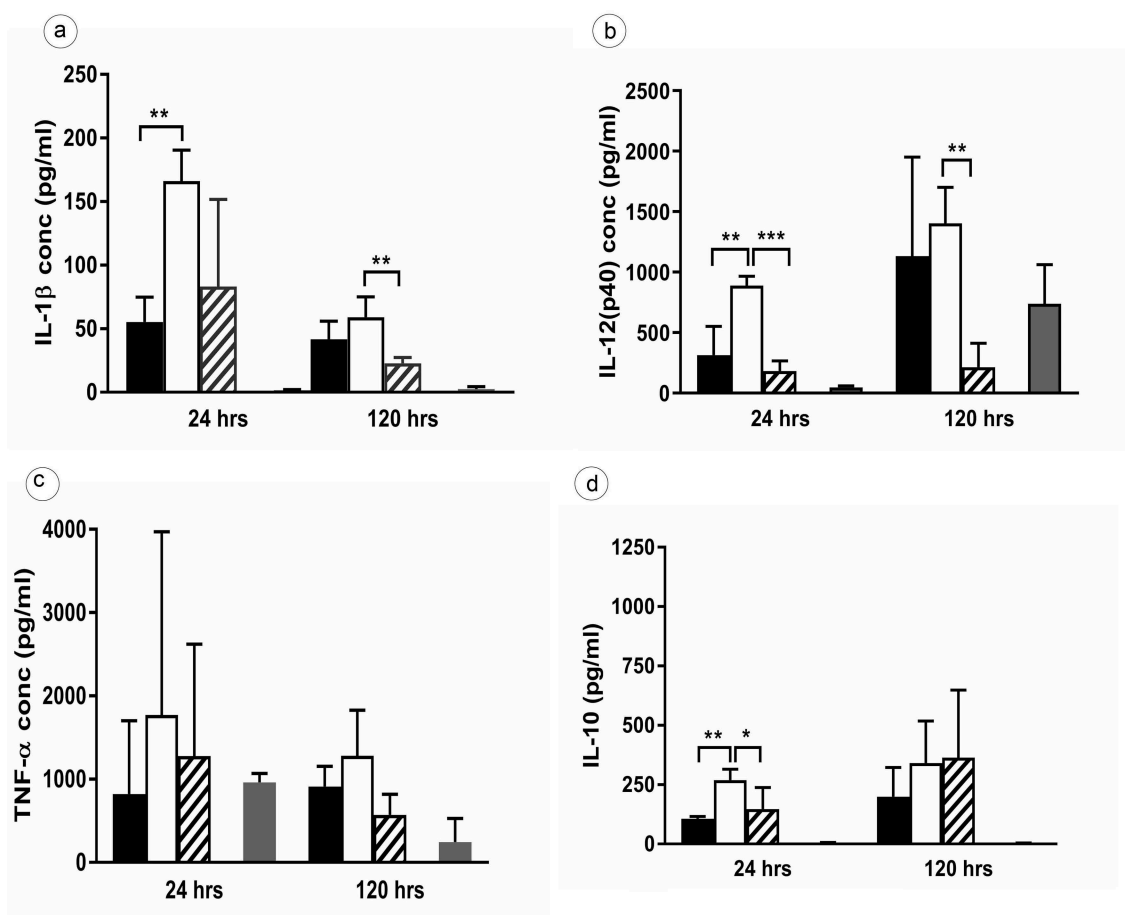 a
IL-1β conc (pg/ml)
250
200
150
100
50
0
**
**
24 hrs
120 hrs
b
IL-12(p40) conc (pg/ml)
2500
2000
1500
1000
500
0
**
***
**
24 hrs
120 hrs
c
TNF-α conc (pg/ml)
4000
3000
2000
1000
0
24 hrs
120 hrs
d
IL-10 (pg/ml)
1250
1000
750
500
250
0
**
*
24 hrs
120 hrs